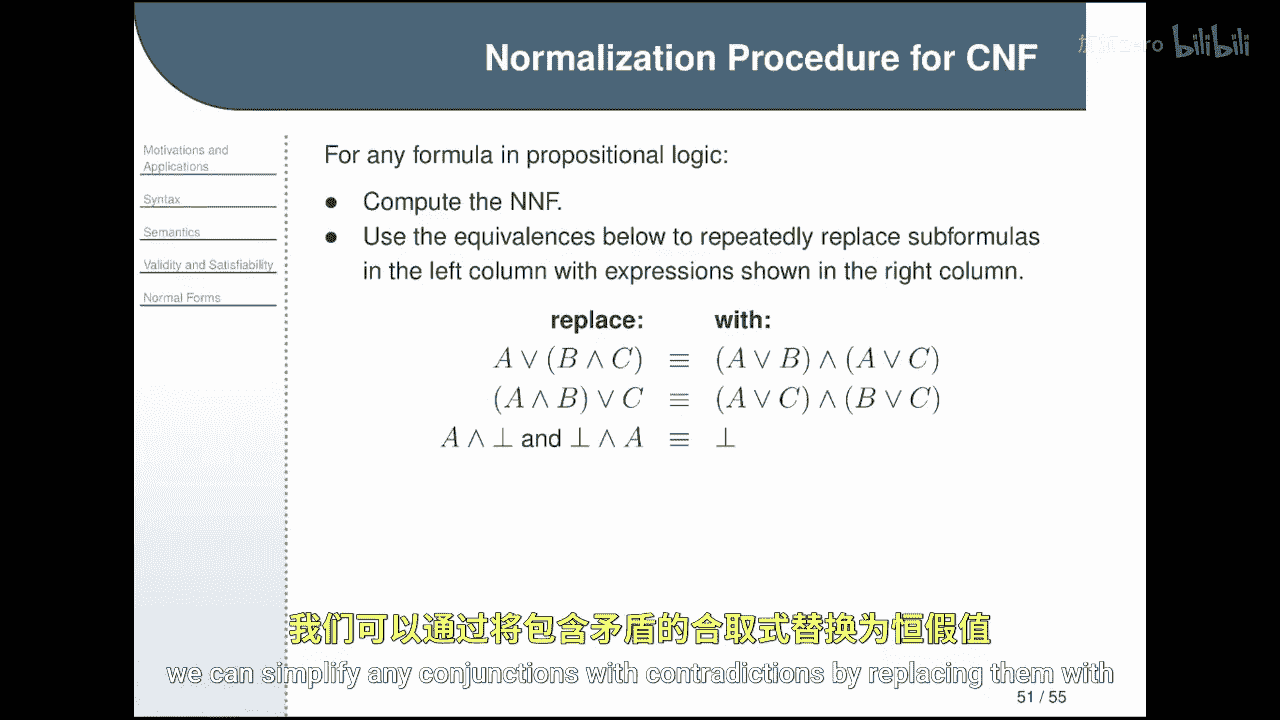 Normalization Procedure for CNF
bilibili
Motivations and
Applications
Syntax
Semantics
Validity and Satisfiability
Normal Forms
For any formula in propositional logic:
● Compute the NNF.
● Use the equivalences below to repeatedly replace subformulas
in the left column with expressions shown in the right column.
replace: with:
A ∨ (B ∧ C) ≡ (A ∨ B) ∧ (A ∨ C)
(A ∧ B) ∨ C ≡ (A ∨ C) ∧ (B ∨ C)
A ∧ ⊥ and ⊥ ∧ A ≡ ⊥
我们可以通过将包含矛盾的合取式替换为恒假值
we can simplify any conjunctions with contradictions by replacing them with
51 / 55